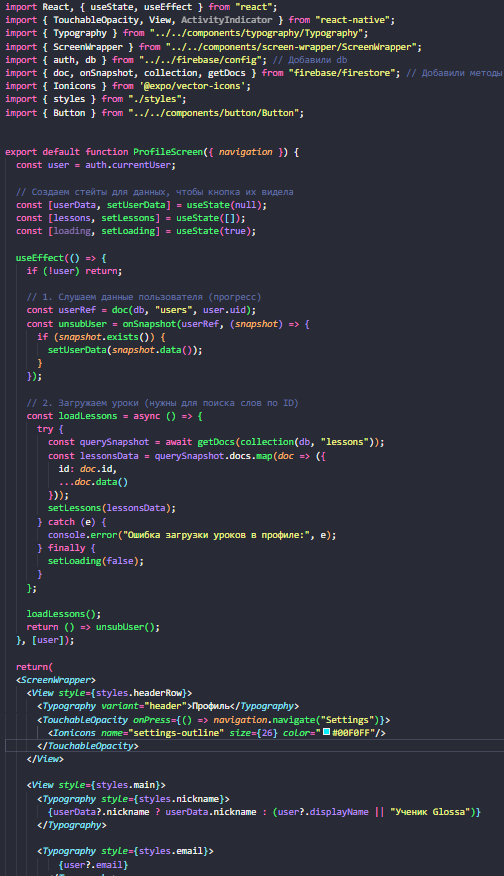 import React, { useState, useEffect } from "react";
import { TouchableOpacity, View, ActivityIndicator } from "react-native";
import { Typography } from "../../components/typography/Typography";
import { ScreenWrapper } from "../../components/screen-wrapper/ScreenWrapper";
import { auth, db } from "../../firebase/config"; // Добавили db
import { doc, onSnapshot, collection, getDocs } from "firebase/firestore"; // Добавили методы
import { Ionicons } from '@expo/vector-icons';
import { styles } from "./styles";
import { Button } from "../../components/button/Button";
export default function ProfileScreen({ navigation }) {
const user = auth.currentUser;
// Создаем стейты для данных, чтобы кнопка их видела
const [userData, setUserData] = useState(null);
const [lessons, setLessons] = useState([]);
const [loading, setLoading] = useState(true);
useEffect(() => {
if (!user) return;
// 1. Слушаем данные пользователя (прогресс)
const userRef = doc(db, "users", user.uid);
const unsubUser = onSnapshot(userRef, (snapshot) => {
if (snapshot.exists()) {
setUserData(snapshot.data());
}
});
// 2. Загружаем уроки (нужны для поиска слов по ID)
const loadLessons = async () => {
try {
const querySnapshot = await getDocs(collection(db, "lessons"));
const lessonsData = querySnapshot.docs.map(doc => ({
id: doc.id,
...doc.data()
}));
setLessons(lessonsData);
} catch (e) {
console.error("Ошибка загрузки уроков в профиле:", e);
} finally {
setLoading(false);
}
};
loadLessons();
return () => unsubUser();
}, [user]);
return(
<ScreenWrapper>
<View style={styles.headerRow}>
<Typography variant="header">Профиль</Typography>
<TouchableOpacity onPress={() => navigation.navigate("Settings")}>
<Ionicons name="settings-outline" size={26} color="#00F0FF"/>
</TouchableOpacity>
</View>
<View style={styles.main}>
<Typography style={styles.nickname}>
{userData?.nickname ? userData.nickname : (user?.displayName || "Ученик Glossa")}
</Typography>
<Typography style={styles.email}>
{user?.email}